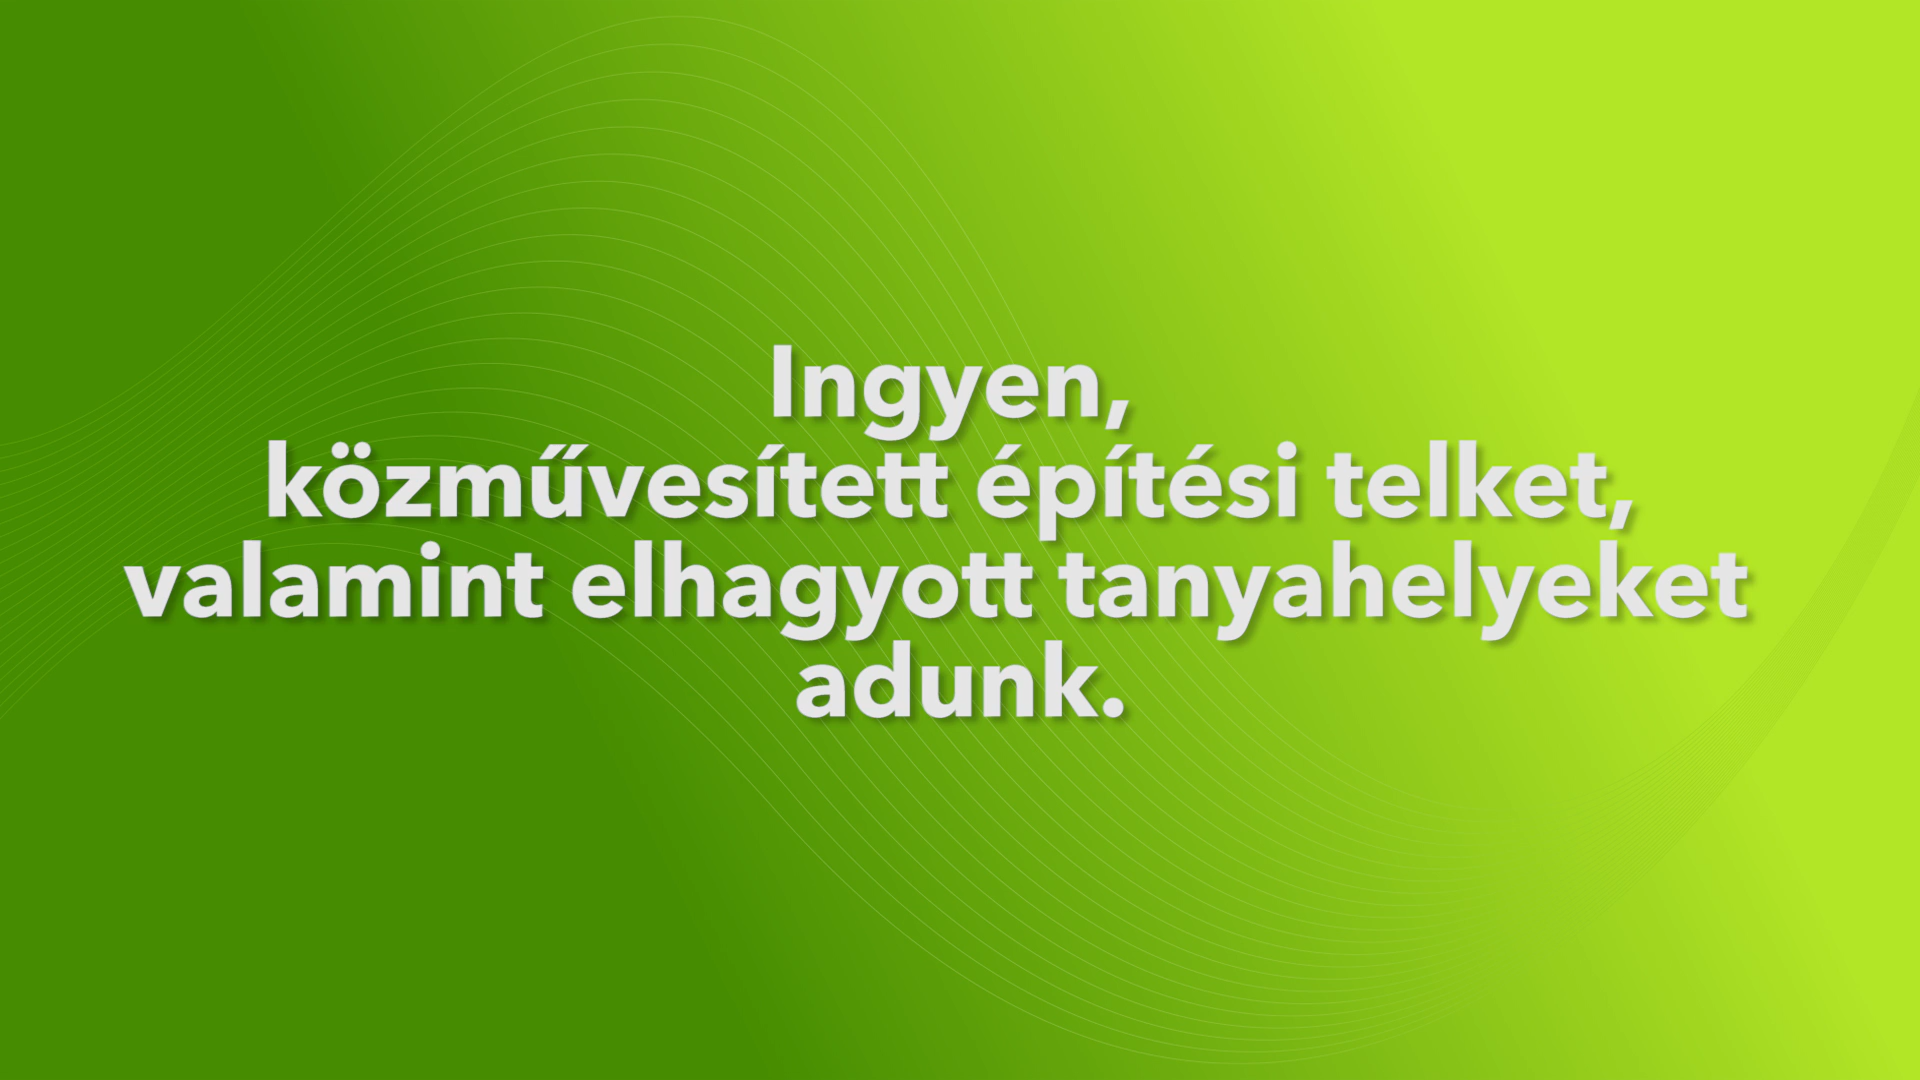 Ingyen,
közművesített építési telket,
valamint elhagyott tanyahelyeket
adunk.